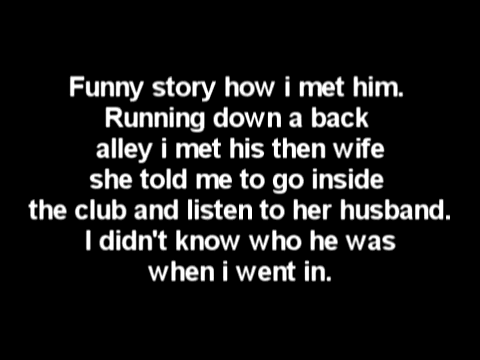 Funny story how i met him.
Running down a back
alley i met his then wife
she told me to go inside
the club and listen to her husband.
I didn't know who he was
when i went in.